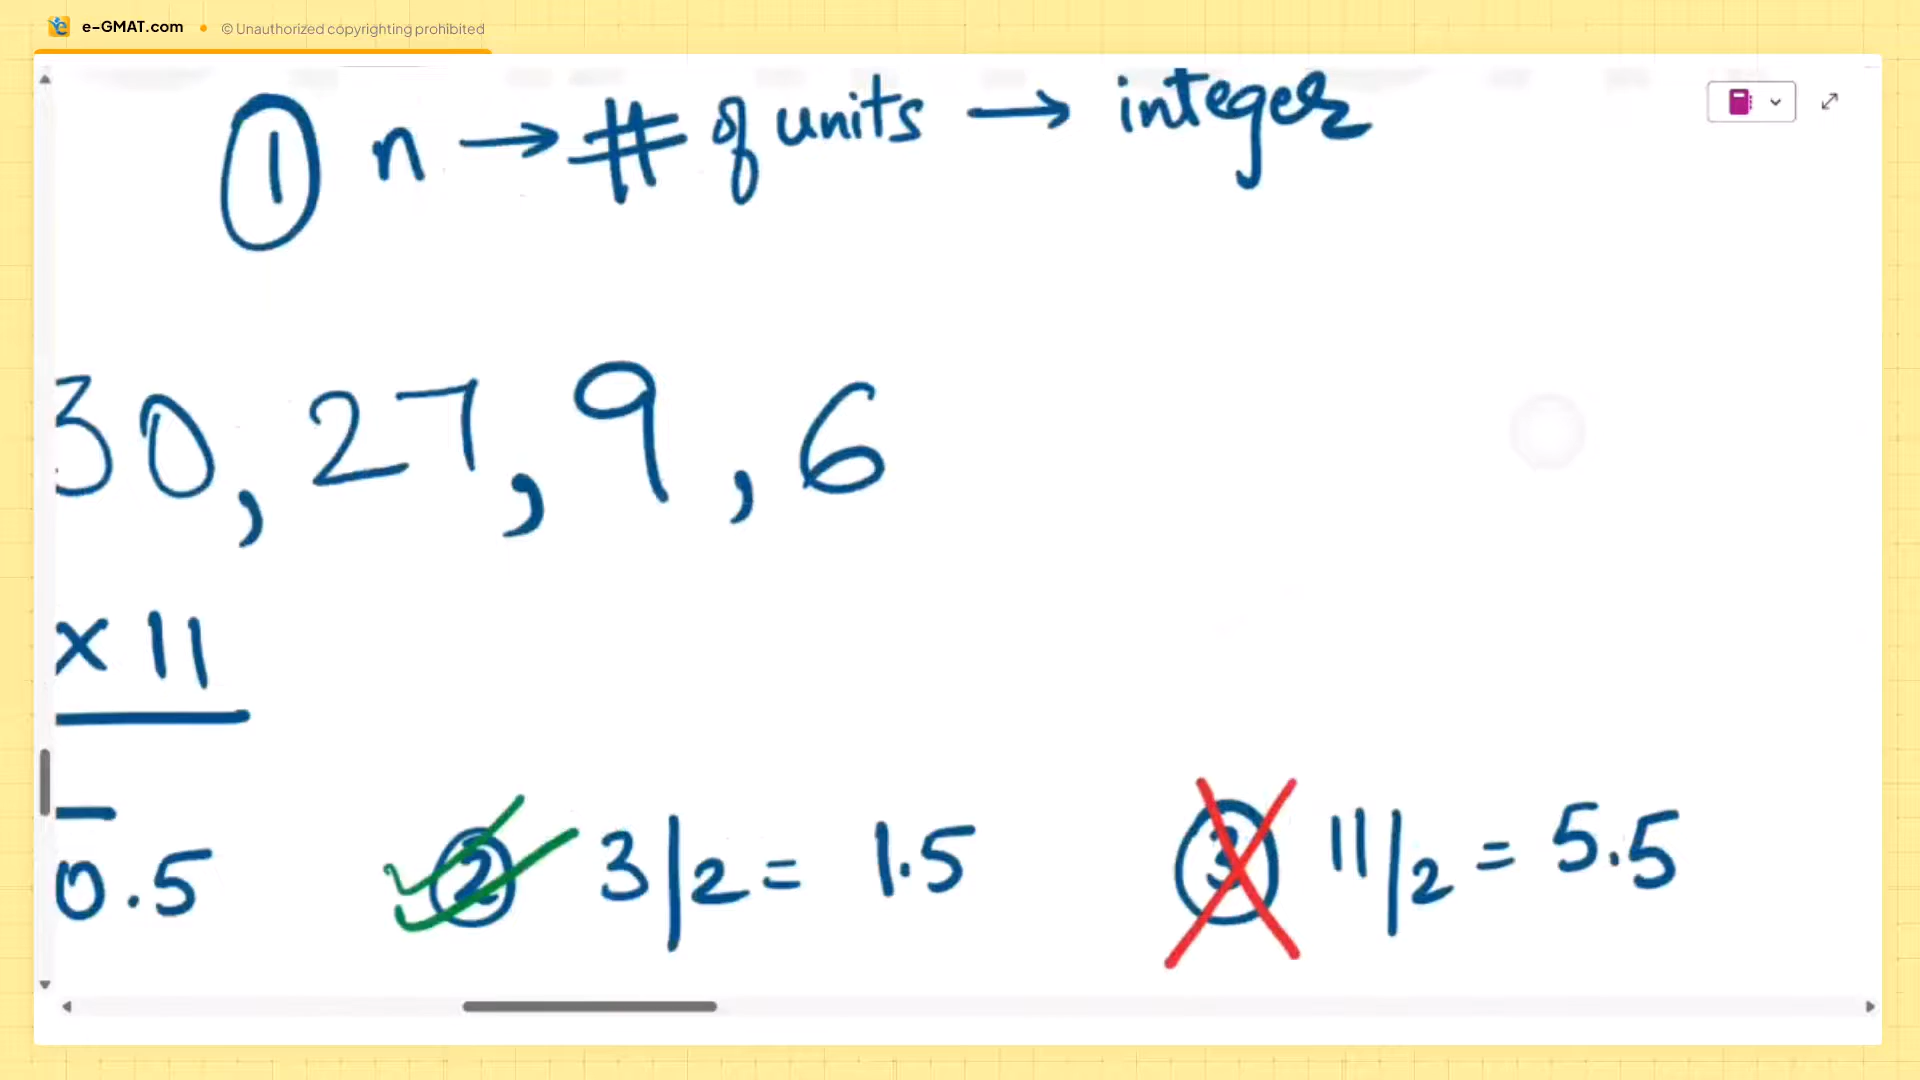 e-GMAT.com • © Unauthorized copyrighting prohibited
① n → # of units → integer
30, 27, 9, 6
x 11
0.5 ② 3/2 = 1.5 ③ 11/2 = 5.5